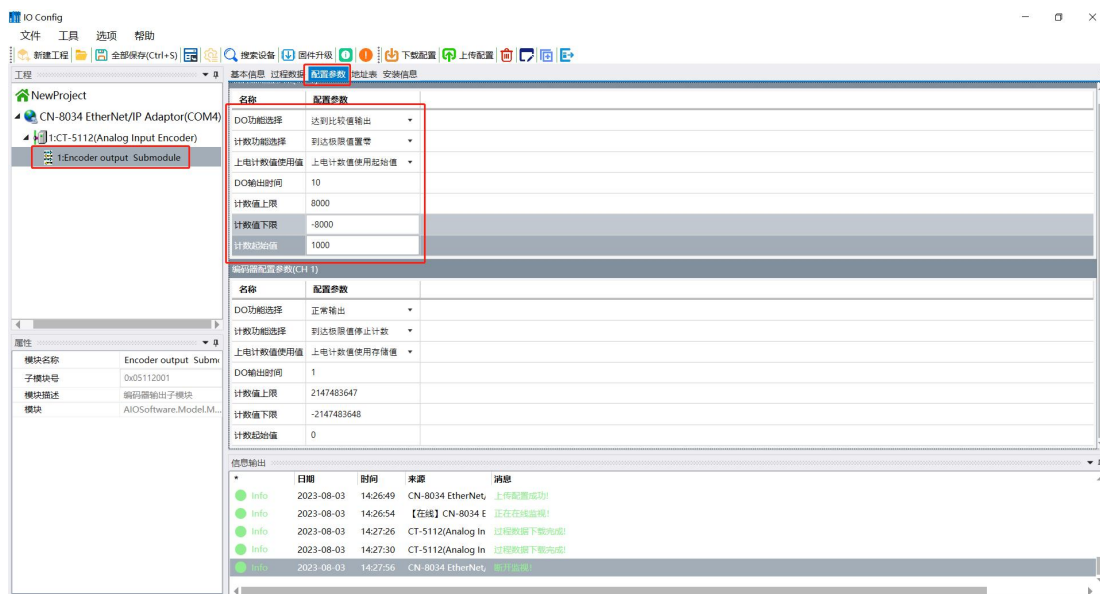 IO Config
文件 工具 选项 帮助
新建工程 全部保存(Ctrl+S) 搜索设备 固件升级 下载配置 上传配置
工程
基本信息 过程数据 配置参数 地址表 安装信息
NewProject
CN-8034 EtherNet/IP Adaptor(COM4)
1:CT-5112(Analog Input Encoder)
1:Encoder output Submodule
名称 配置参数
DO功能选择 达到比较值输出
计数功能选择 到达极限值置零
上电计数值使用值 上电计数值使用起始值
DO输出时间 10
计数值上限 8000
计数值下限 -8000
计数起始值 1000
编码器配置参数(CH 1)
名称 配置参数
DO功能选择 正常输出
计数功能选择 到达极限值停止计数
上电计数值使用值 上电计数值使用存储值
DO输出时间 1
计数值上限 2147483647
计数值下限 -2147483648
计数起始值 0
属性
模块名称 Encoder output Submo
子模块号 0x05112001
模块描述 编码器输出子模块
模块 AIOSoftware.Model.M...
信息输出
* 日期 时间 来源 消息
Info 2023-08-03 14:26:49 CN-8034 EtherNet, 上传配置成功!
Info 2023-08-03 14:26:54 【在线】CN-8034 E 正在在线监视!
Info 2023-08-03 14:27:26 CT-5112(Analog In 过程数据下载完成!
Info 2023-08-03 14:27:30 CT-5112(Analog In 过程数据下载完成!
Info 2023-08-03 14:27:56 CN-8034 EtherNet, 断开监视!